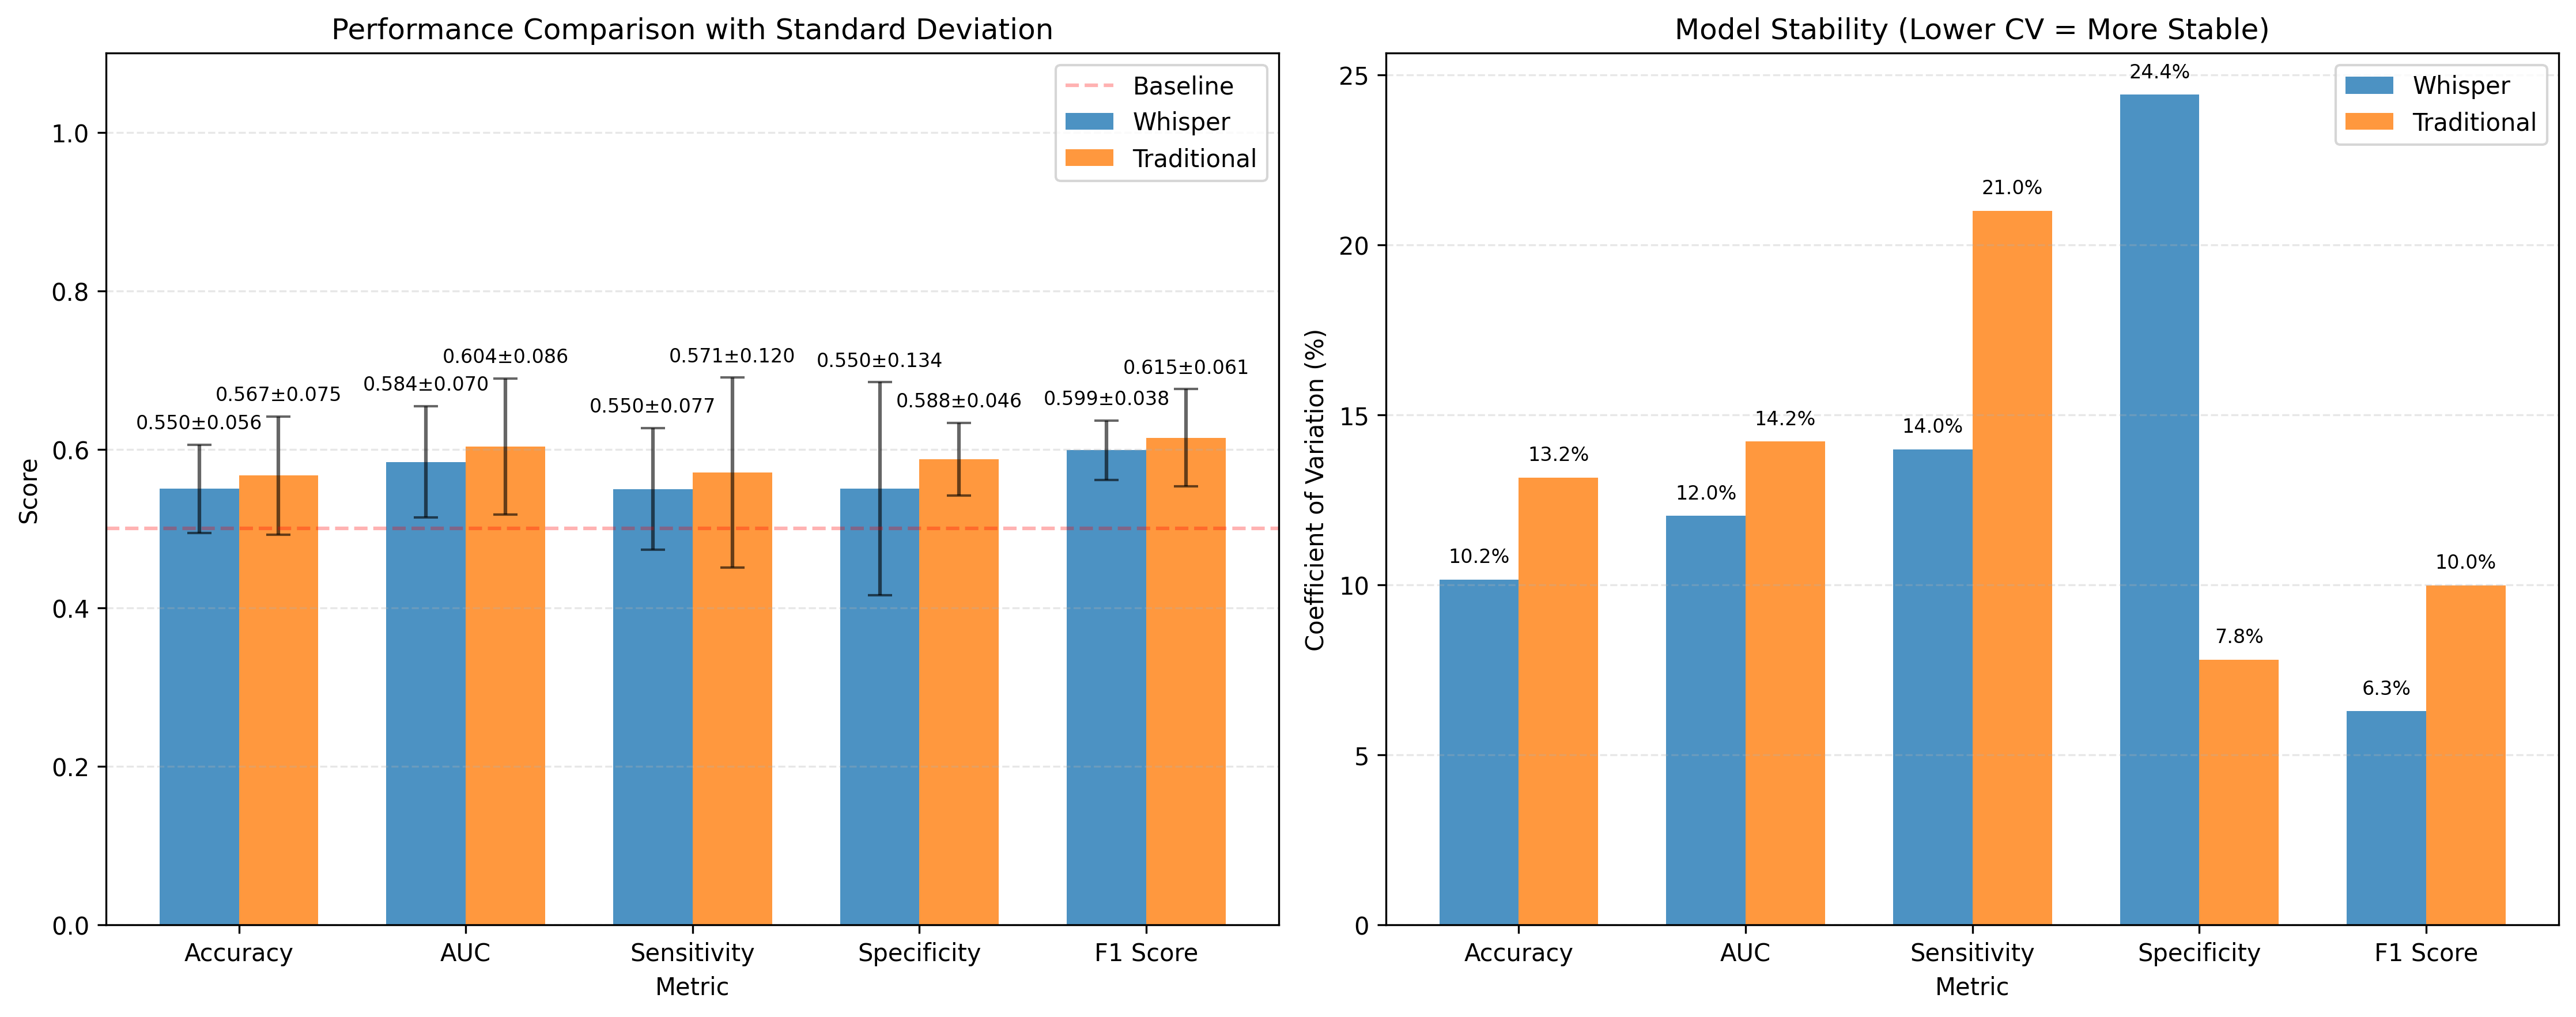 Performance Comparison with Standard Deviation
Baseline
Whisper
Traditional
Score
1.0
0.8
0.6
0.4
0.2
0.0
0.550±0.056
0.567±0.075
0.584±0.070
0.604±0.086
0.550±0.077
0.571±0.120
0.550±0.134
0.588±0.046
0.599±0.038
0.615±0.061
Accuracy
AUC
Sensitivity
Specificity
F1 Score
Metric
Model Stability (Lower CV = More Stable)
Whisper
Traditional
Coefficient of Variation (%)
25
20
15
10
5
0
10.2%
13.2%
12.0%
14.2%
14.0%
21.0%
24.4%
7.8%
6.3%
10.0%
Accuracy
AUC
Sensitivity
Specificity
F1 Score
Metric